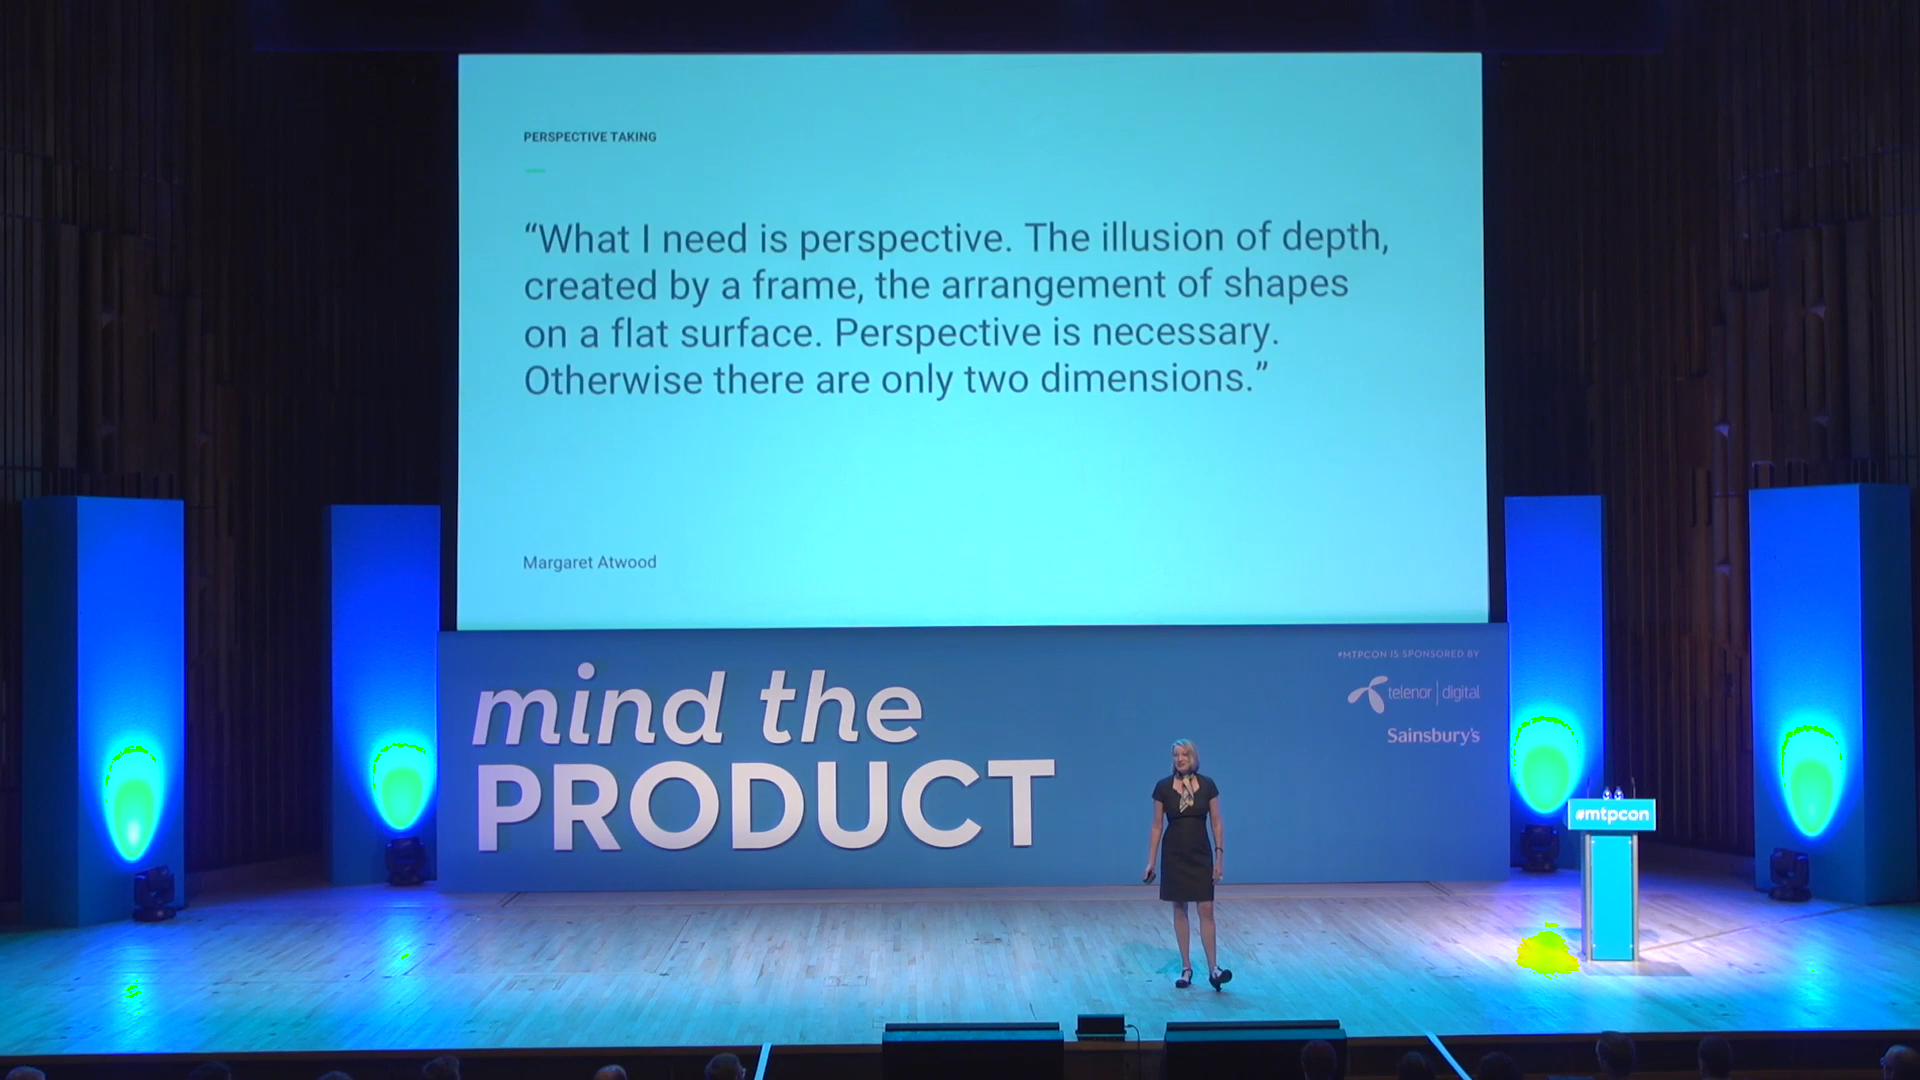 PERSPECTIVE TAKING
“What I need is perspective. The illusion of depth,
created by a frame, the arrangement of shapes
on a flat surface. Perspective is necessary.
Otherwise there are only two dimensions.”
Margaret Atwood
mind the
PRODUCT
#MTPCON IS SPONSORED BY
telenor | digital
Sainsbury's
#mtpcon